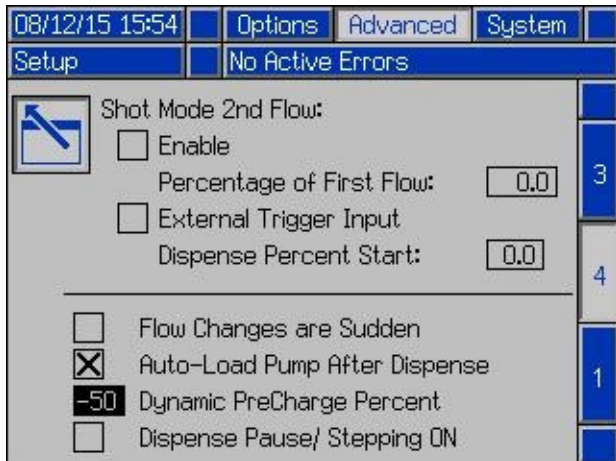 08/12/15 15:54 Options Advanced System
Setup No Active Errors
Shot Mode 2nd Flow:
Enable
Percentage of First Flow: 0.0
3
External Trigger Input
Dispense Percent Start: 0.0
4
Flow Changes are Sudden
Auto-Load Pump After Dispense
1
-50 Dynamic PreCharge Percent
Dispense Pause/ Stepping ON